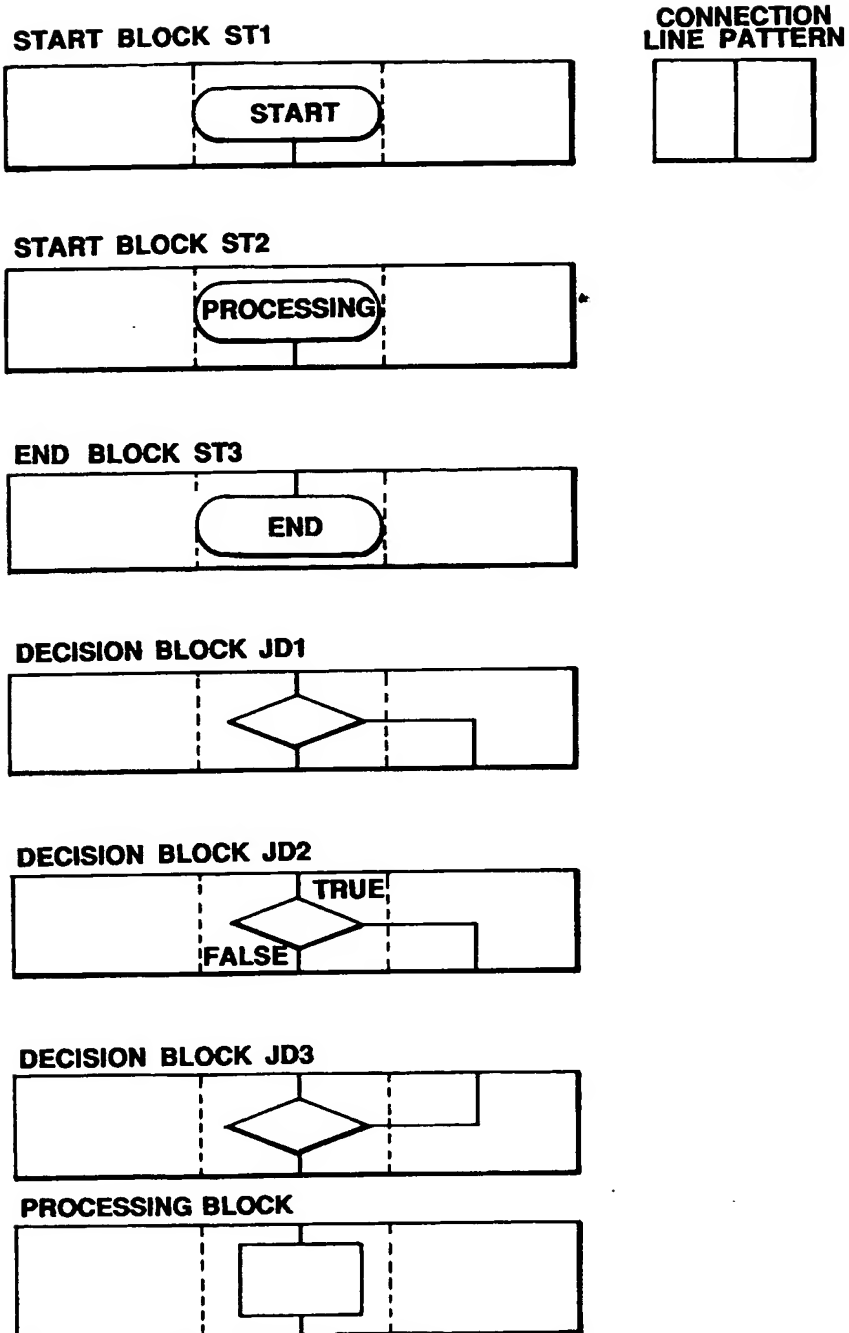 START BLOCK ST1
CONNECTION
LINE PATTERN
START
START BLOCK ST2
PROCESSING
END BLOCK ST3
END
DECISION BLOCK JD1
DECISION BLOCK JD2
TRUE
FALSE
DECISION BLOCK JD3
PROCESSING BLOCK